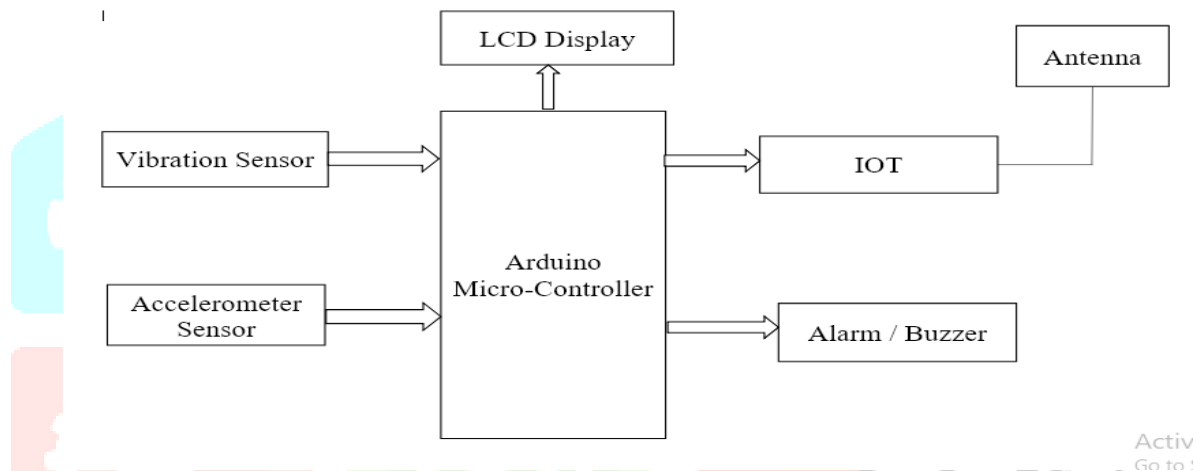 LCD Display
Antenna
Vibration Sensor
IOT
Arduino
Micro-Controller
Accelerometer
Sensor
Alarm / Buzzer
Activ
Go to